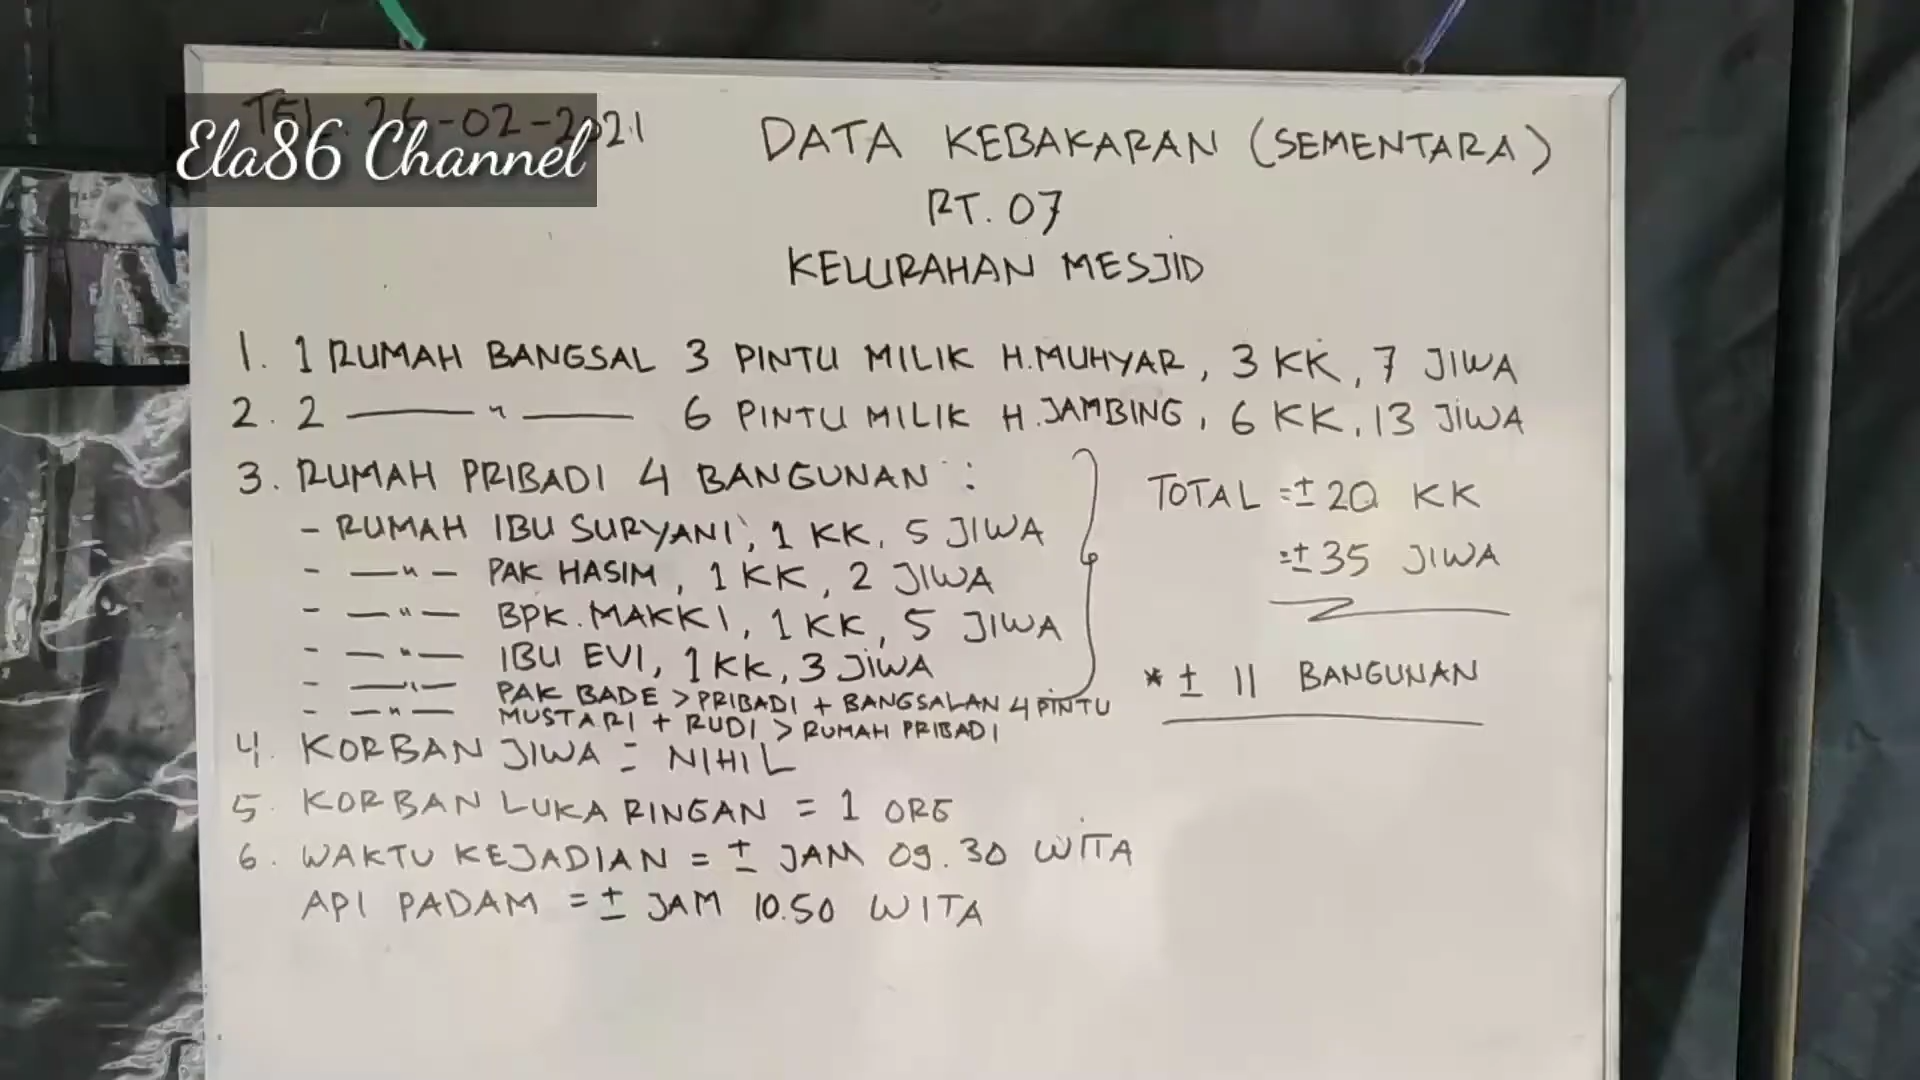 TGL. 26-02-2021
Ela86 Channel
DATA KEBAKARAN (SEMENTARA)
RT. 07
KELURAHAN MESJID
1. 1 RUMAH BANGSAL 3 PINTU MILIK H.MUHYAR, 3 KK, 7 JIWA
2. 2 —— " —— 6 PINTU MILIK H.JAMBING, 6 KK, 13 JIWA
3. RUMAH PRIBADI 4 BANGUNAN :
- RUMAH IBU SURYANI, 1 KK, 5 JIWA
- — " — PAK HASIM, 1 KK, 2 JIWA
- — " — BPK. MAKKI, 1 KK, 5 JIWA
- — " — IBU EVI, 1 KK, 3 JIWA
- — " — PAK BADE > PRIBADI + BANGSALAN 4 PINTU
- — " — MUSTARI + RUDI > RUMAH PRIBADI
TOTAL = ± 20 KK
= ± 35 JIWA
* ± 11 BANGUNAN
4. KORBAN JIWA = NIHIL
5. KORBAN LUKA RINGAN = 1 ORG
6. WAKTU KEJADIAN = ± JAM 09.30 WITA
API PADAM = ± JAM 10.50 WITA